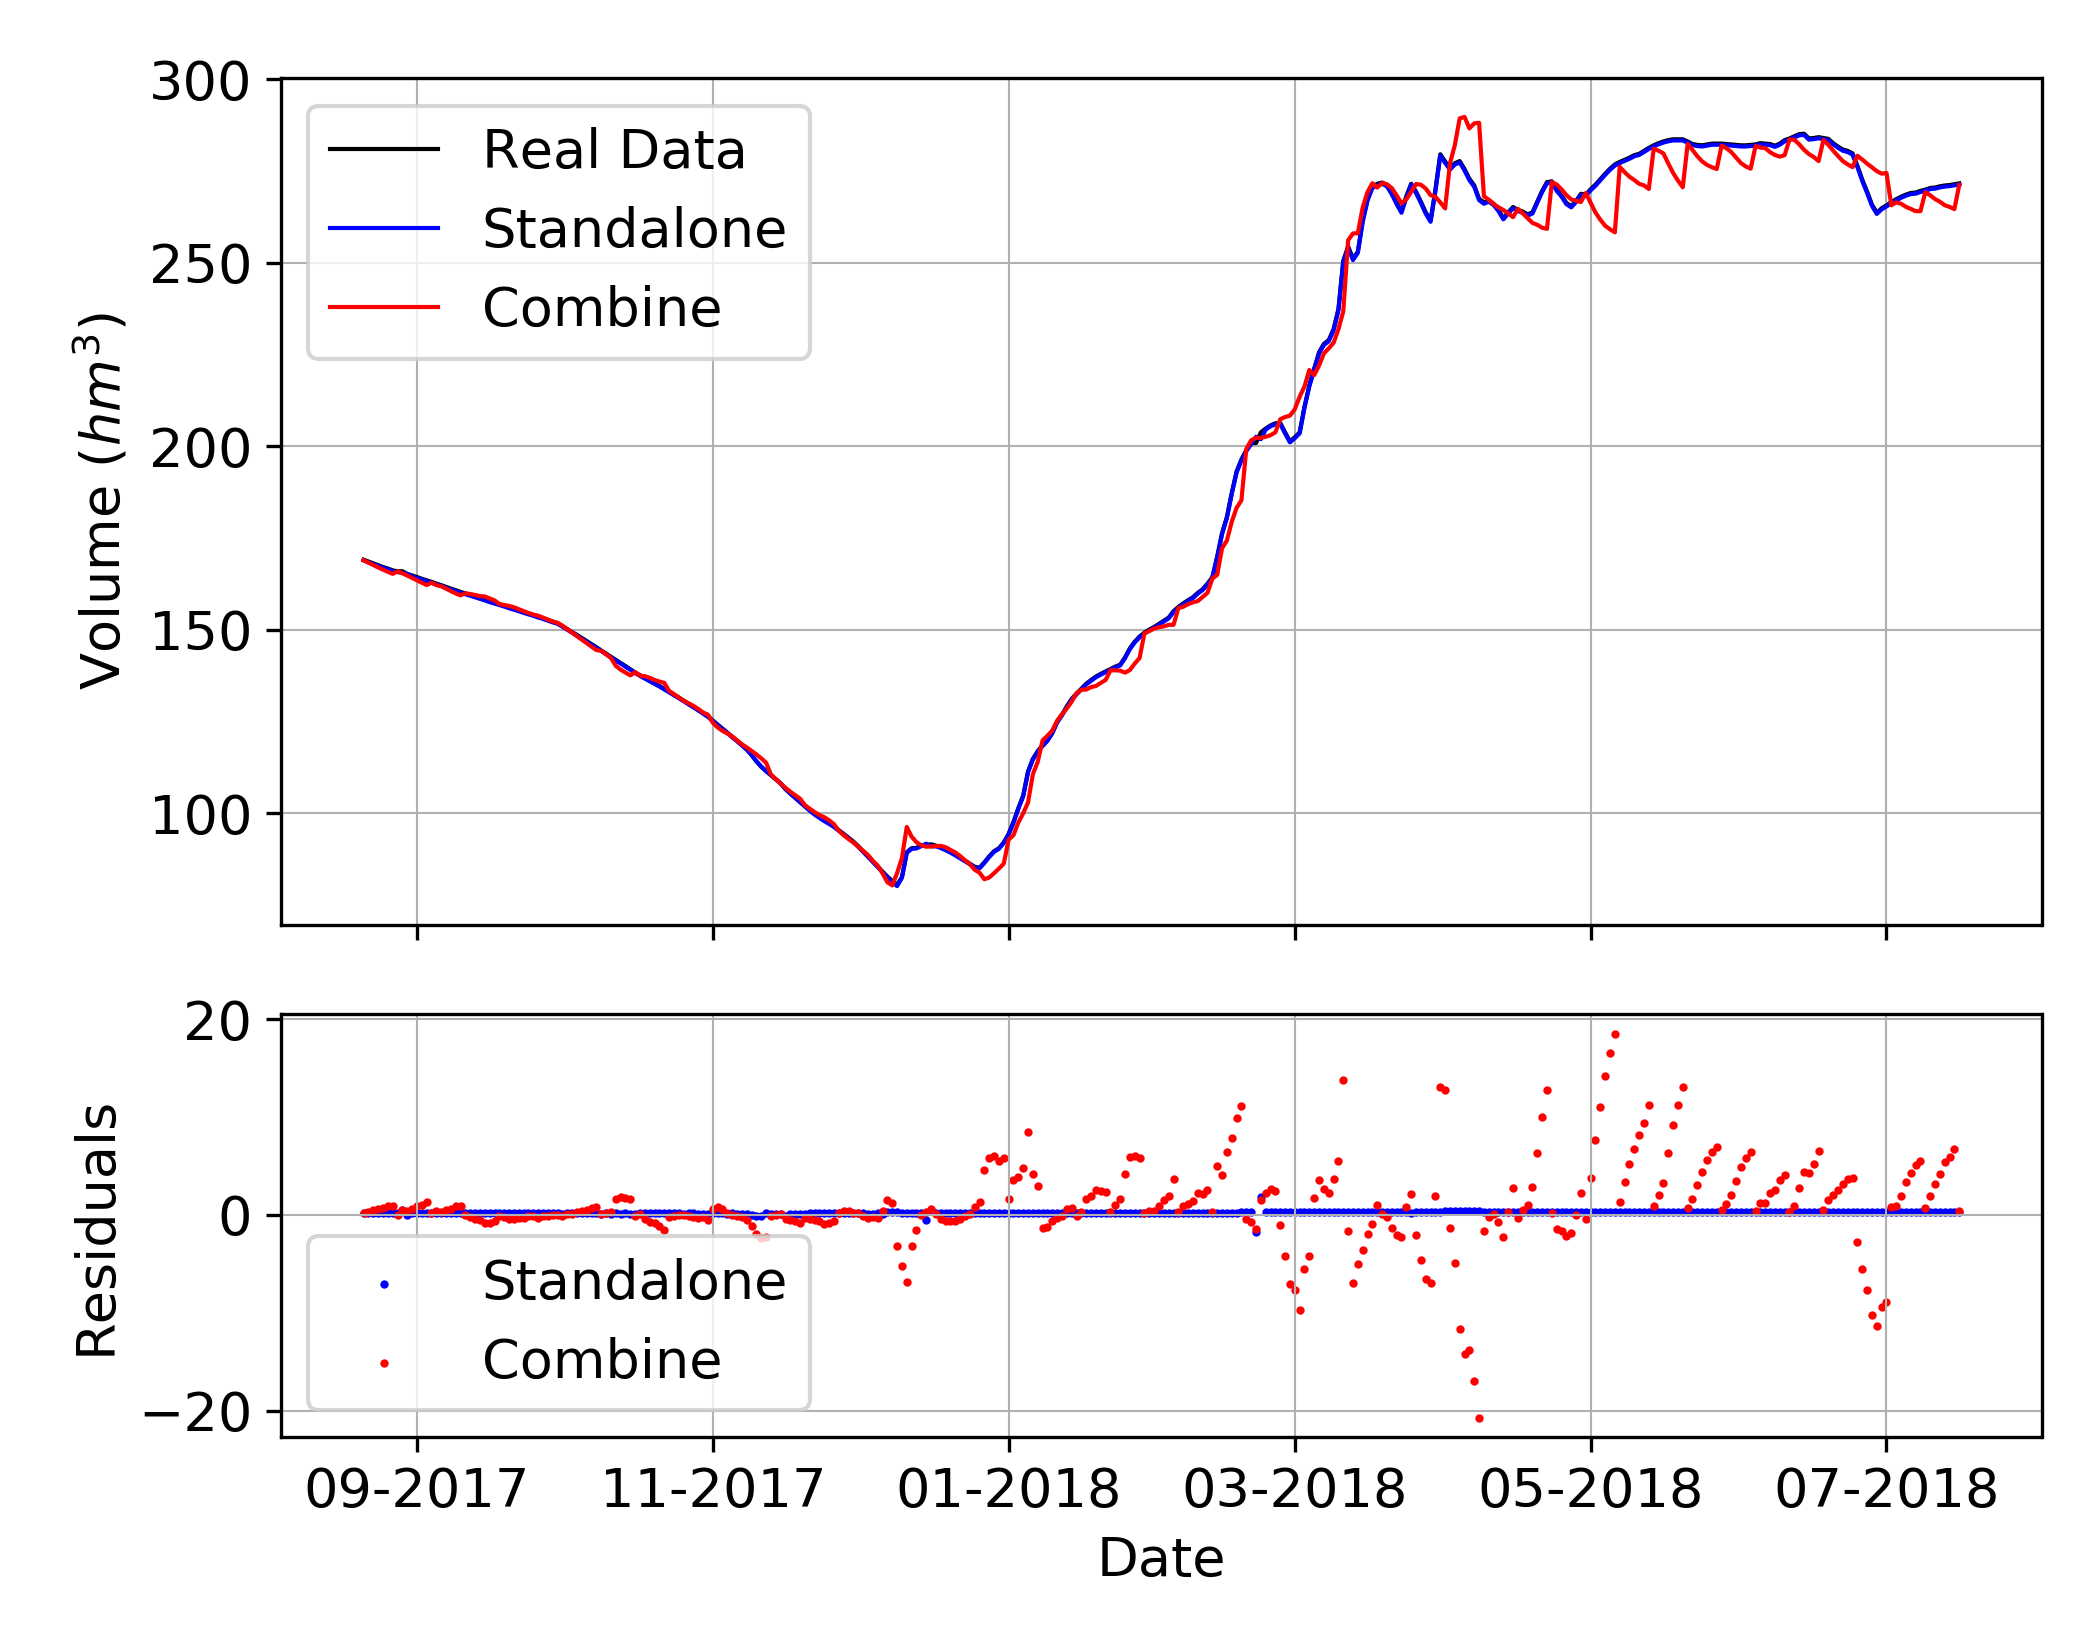 300
250
200
150
100
Volume (hm³)
Real Data
Standalone
Combine
20
0
−20
Residuals
Standalone
Combine
09-2017 11-2017 01-2018 03-2018 05-2018 07-2018
Date